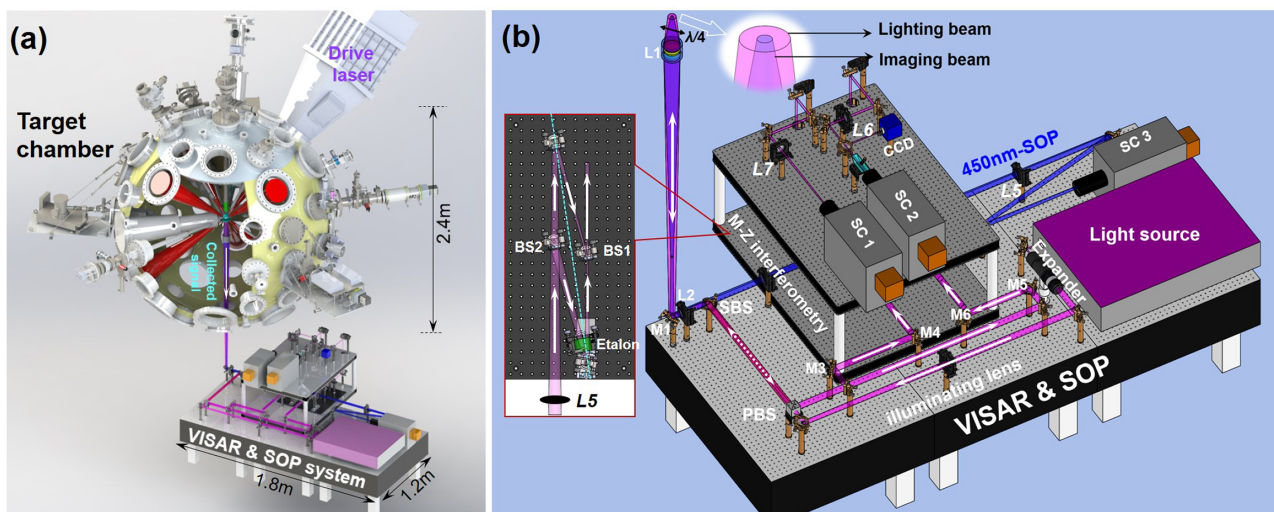 (a)
Drive
laser
Target
chamber
2.4m
Collected
signal
VISAR & SOP system
1.8m
1.2m
(b)
λ/4
L1
Lighting beam
Imaging beam
L6
CCD
L7
450nm-SOP
SC 3
L5
SC 2
SC 1
Light source
M-Z interferometry
Expander
BS2
BS1
Etalon
L5
L2
M1
SBS
M5
M6
M4
M3
illuminating lens
PBS
VISAR & SOP